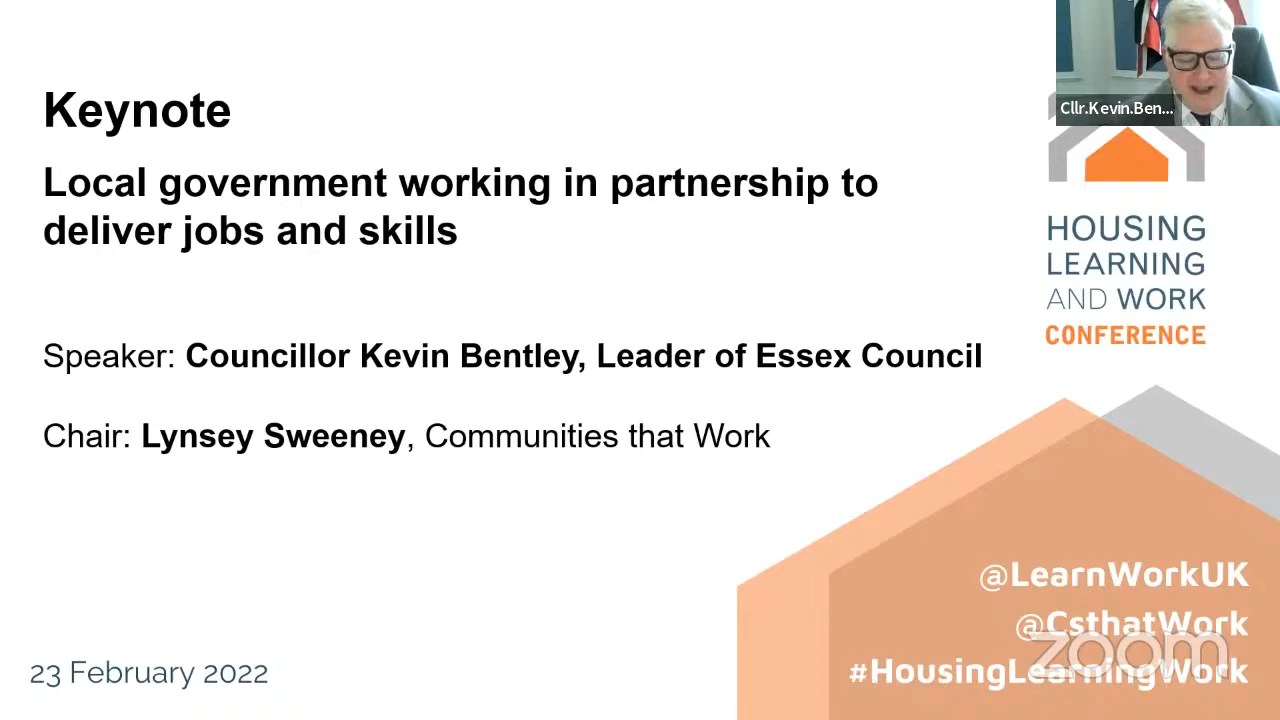 Keynote
Local government working in partnership to
deliver jobs and skills
Speaker: Councillor Kevin Bentley, Leader of Essex Council
Chair: Lynsey Sweeney, Communities that Work
23 February 2022
Cllr.Kevin.Ben...
HOUSING
LEARNING
AND WORK
CONFERENCE
@LearnWorkUK
@CsthatWork
#HousingLearningWork
zoom